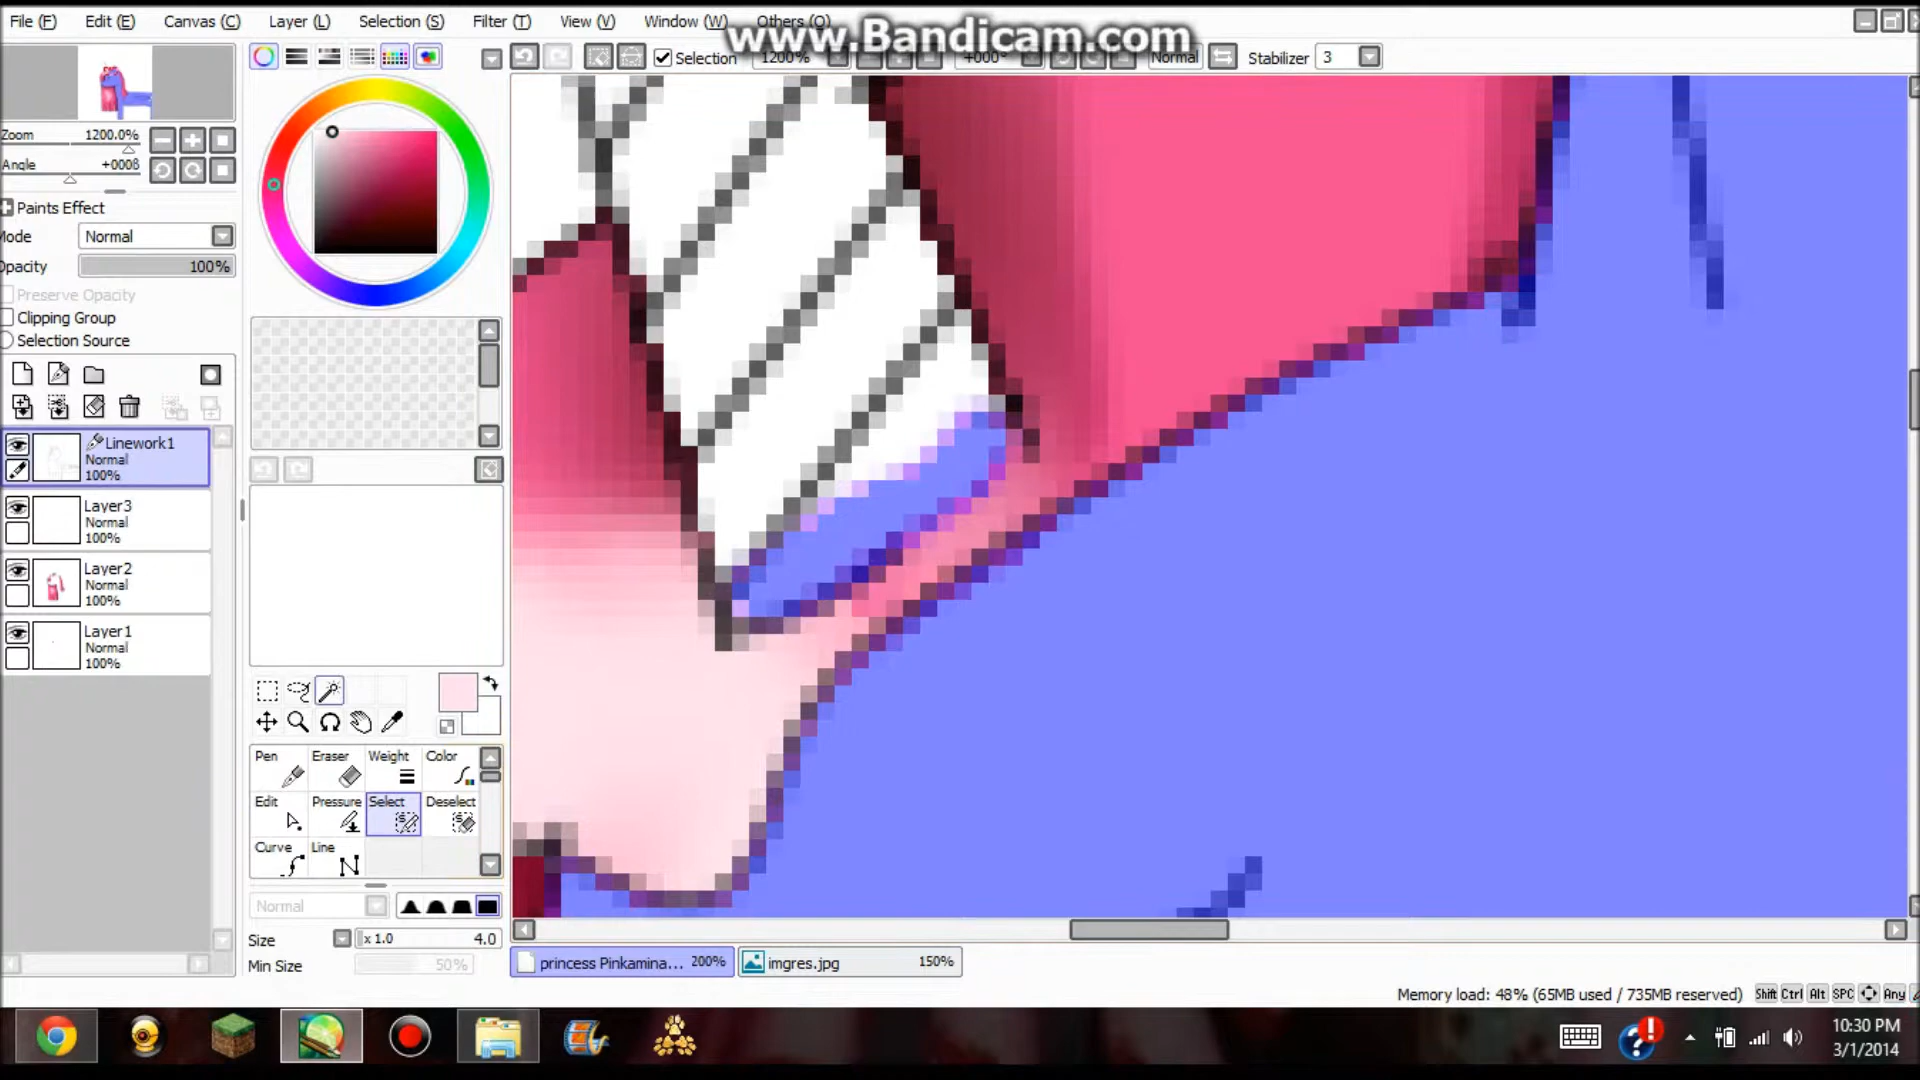 File (F) Edit (E) Canvas (C) Layer (L) Selection (S) Filter (T) View (V) Window (W) Others (O)
www.Bandicam.com
Selection 1200% +000° Normal Stabilizer 3
Zoom 1200.0%
Angle +000ß
Paints Effect
Mode Normal
Opacity 100%
Preserve Opacity
Clipping Group
Selection Source
Linework1
Normal
100%
Layer3
Normal
100%
Layer2
Normal
100%
Layer1
Normal
100%
Pen Eraser Weight Color
Edit Pressure Select Deselect
Curve Line
Normal
Size x 1.0 4.0
Min Size 50%
princess Pinkamina... 200% imgres.jpg 150%
Memory load: 48% (65MB used / 735MB reserved) Shift Ctrl Alt SPC Any
10:30 PM
3/1/2014